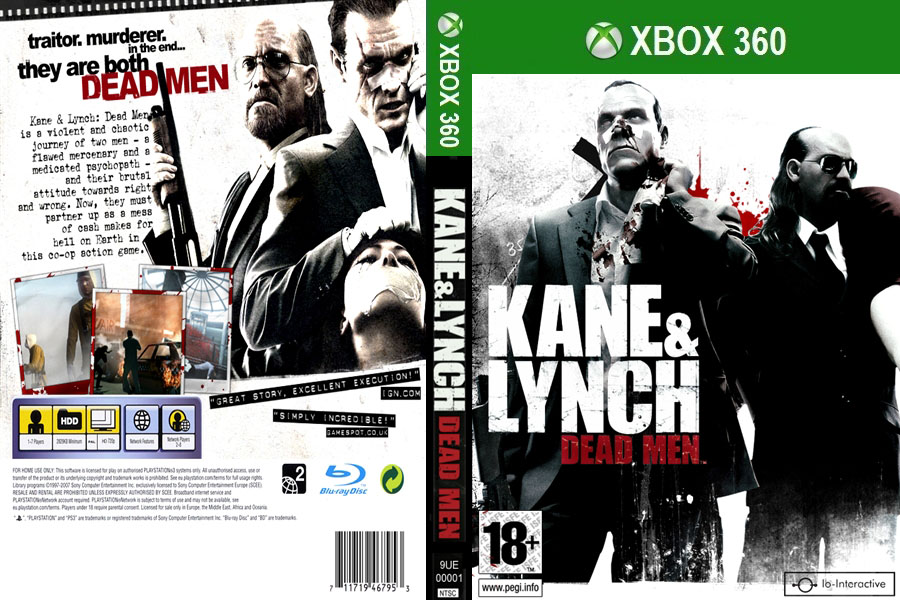 traitor. murderer.
in the end...
they are both
DEAD MEN
Kane & Lynch: Dead Men
is a violent and chaotic
journey of two men - a
flawed mercenary and a
medicated psychopath -
and their brutal
attitude towards right
and wrong. Now, they must
partner up as a mess
of cash makes for
hell on Earth in
this co-op action game.
"GREAT STORY, EXCELLENT EXECUTION!"
IGN.COM
"SIMPLY INCREDIBLE!"
GAMESPOT.CO.UK
HDD
1-7 Players
PAL
HD 720p
Network Features
Network Players
FOR HOME USE ONLY: This software is licensed for play on authorised PLAYSTATION®3 systems only. All unauthorised access, use or
transfer of the product or its underlying copyright and trademark works is prohibited. See eu.playstation.com/terms for full usage rights.
Library programs ©1997-2007 Sony Computer Entertainment Inc. exclusively licensed to Sony Computer Entertainment Europe (SCEE).
RESALE AND RENTAL ARE PROHIBITED UNLESS EXPRESSLY AUTHORISED BY SCEE. Broadband internet service and
PLAYSTATION®Network account required. PLAYSTATION®Network is subject to terms of use and may not be available, see
eu.playstation.com/terms. Players under 18 require parental consent. Licensed for sale only in Europe, the Middle East, Africa and Oceania.
"PLAYSTATION" and "PS3" are trademarks or registered trademarks of Sony Computer Entertainment Inc. "Blu-ray Disc" and "BD" are trademarks.
2
Blu-ray Disc
7 11719 46795 3
XBOX 360
KANE & LYNCH DEAD MEN
9UE
00001
NTSC
XBOX 360
KANE &
LYNCH
DEAD MEN™
18+
www.pegi.info
Io-Interactive